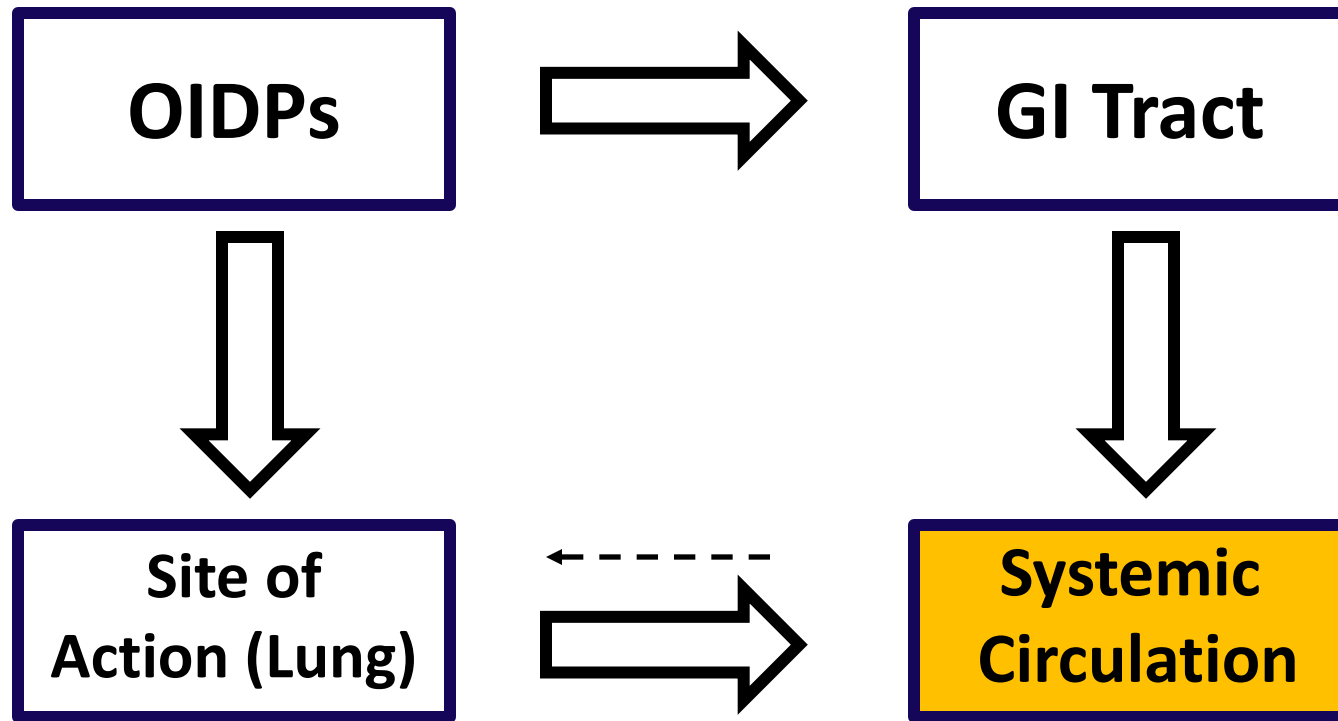 OIDPs
GI Tract
Site of
Action (Lung)
Systemic
Circulation